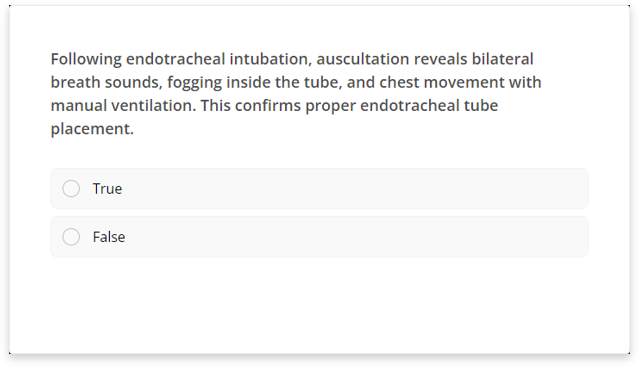 Following endotracheal intubation, auscultation reveals bilateral
breath sounds, fogging inside the tube, and chest movement with
manual ventilation. This confirms proper endotracheal tube
placement.
True
False